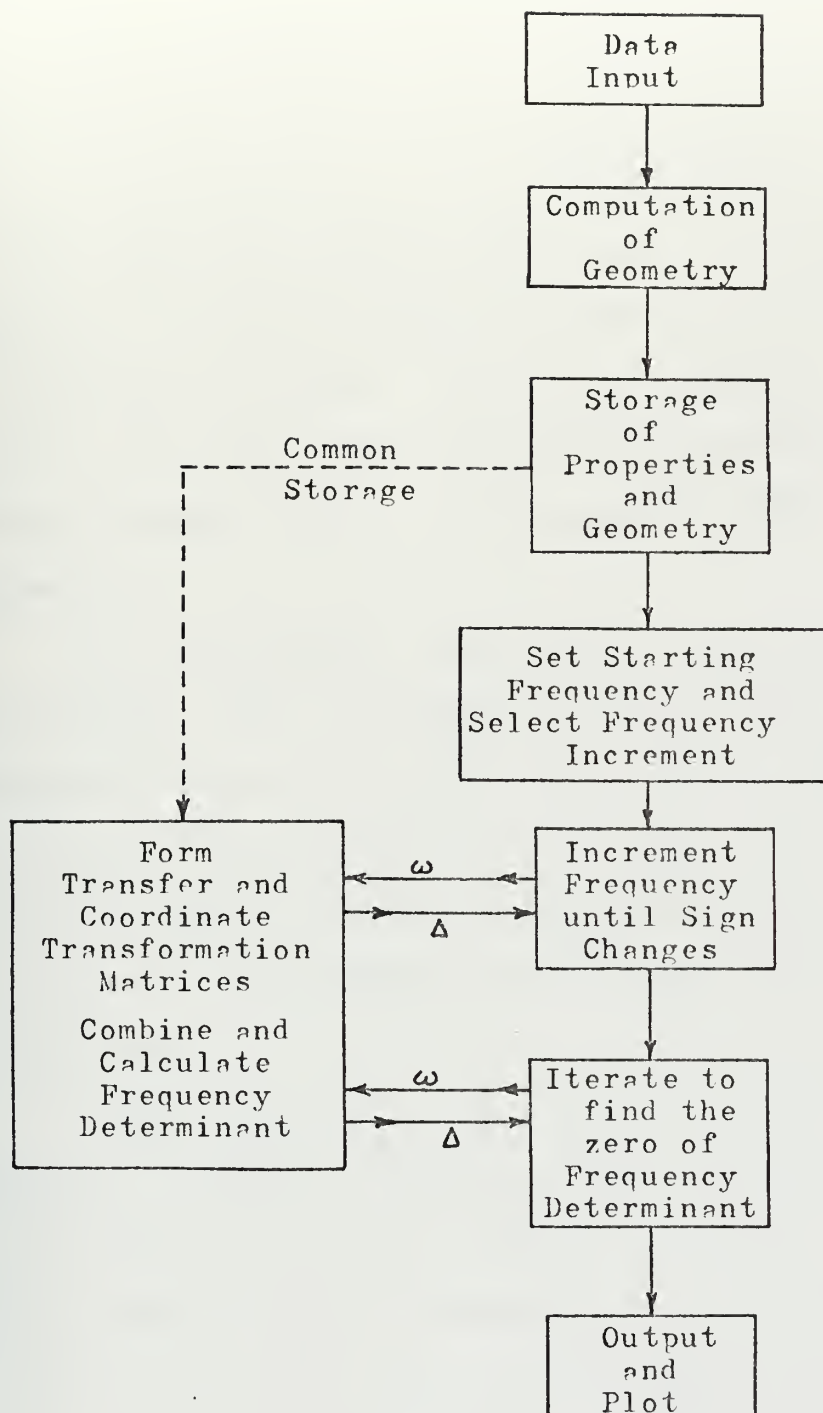 Data
Input
Computation
of
Geometry
Storage
of
Properties
and
Geometry
Common
Storage
Set Starting
Frequency and
Select Frequency
Increment
Form
Transfer and
Coordinate
Transformation
Matrices
Combine and
Calculate
Frequency
Determinant
ω
Δ
Increment
Frequency
until Sign
Changes
ω
Δ
Iterate to
find the
zero of
Frequency
Determinant
Output
and
Plot